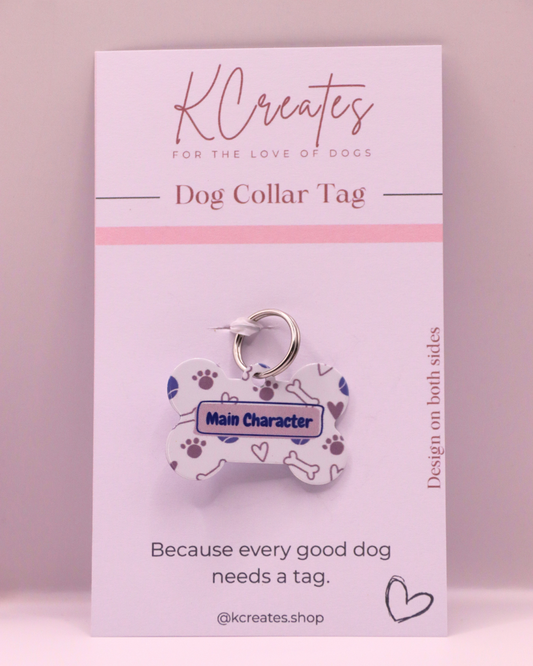 KCreates
FOR THE LOVE OF DOGS
Dog Collar Tag
Main Character
Design on both sides
Because every good dog
needs a tag.
@kcreates.shop